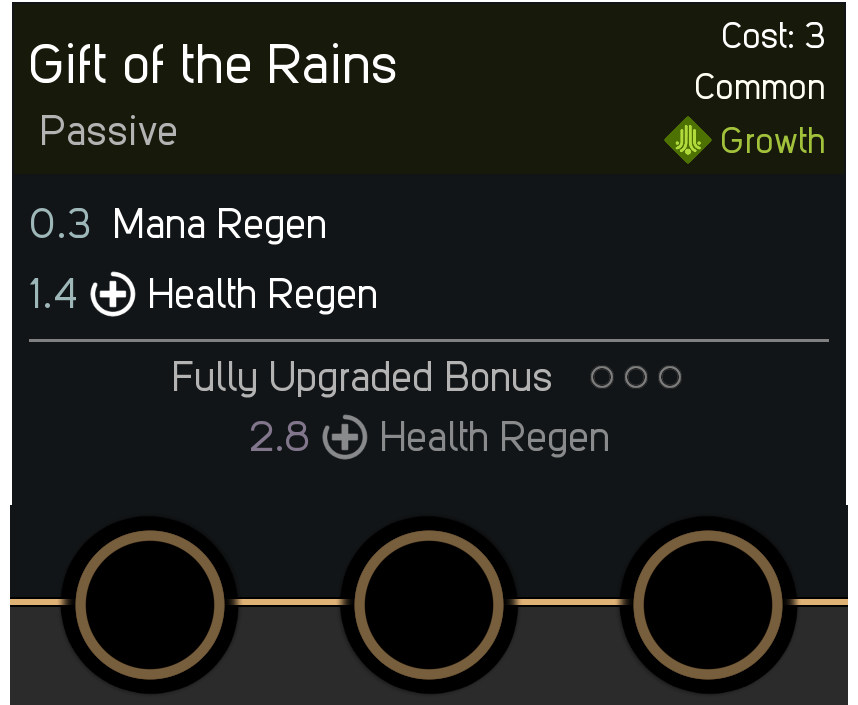 Gift of the Rains
Cost: 3
Common
Passive
Growth
0.3 Mana Regen
1.4 Health Regen
Fully Upgraded Bonus
2.8 Health Regen